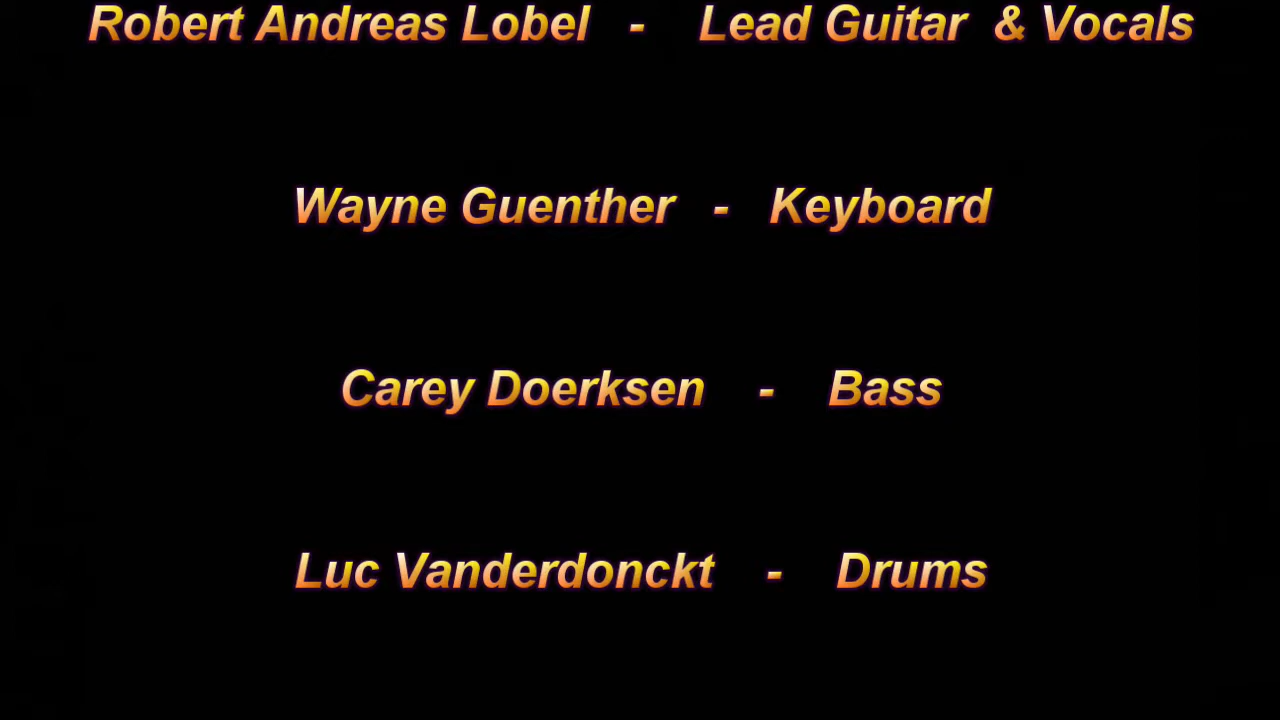 Robert Andreas Lobel - Lead Guitar & Vocals
Wayne Guenther - Keyboard
Carey Doerksen - Bass
Luc Vanderdonckt - Drums